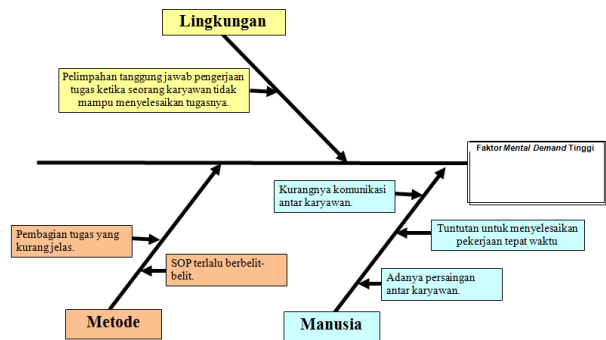 Lingkungan
Pelimpahan tanggung jawab pengerjaan
tugas ketika seorang karyawan tidak
mampu menyelesaikan tugasnya.
Faktor Mental Demand Tinggi
Kurangnya komunikasi
antar karyawan.
Pembagian tugas yang
kurang jelas.
Tuntutan untuk menyelesaikan
pekerjaan tepat waktu
SOP terlalu berbelit-
belit.
Adanya persaingan
antar karyawan.
Metode
Manusia